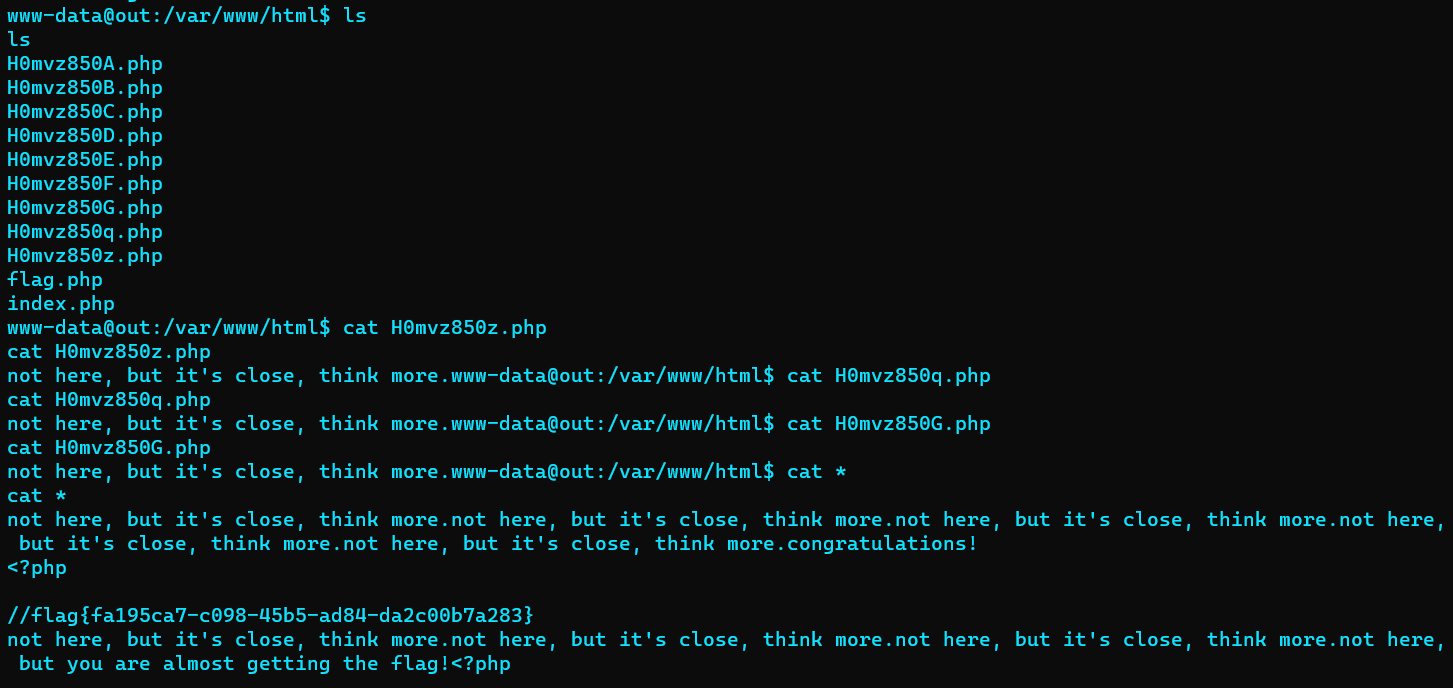 www-data@out:/var/www/html$ ls
ls
H0mvz850A.php
H0mvz850B.php
H0mvz850C.php
H0mvz850D.php
H0mvz850E.php
H0mvz850F.php
H0mvz850G.php
H0mvz850q.php
H0mvz850z.php
flag.php
index.php
www-data@out:/var/www/html$ cat H0mvz850z.php
cat H0mvz850z.php
not here, but it's close, think more.www-data@out:/var/www/html$ cat H0mvz850q.php
cat H0mvz850q.php
not here, but it's close, think more.www-data@out:/var/www/html$ cat H0mvz850G.php
cat H0mvz850G.php
not here, but it's close, think more.www-data@out:/var/www/html$ cat *
cat *
not here, but it's close, think more.not here, but it's close, think more.not here, but it's close, think more.not here,
 but it's close, think more.not here, but it's close, think more.congratulations!
<?php

//flag{fa195ca7-c098-45b5-ad84-da2c00b7a283}
not here, but it's close, think more.not here, but it's close, think more.not here, but it's close, think more.not here,
 but you are almost getting the flag!<?php